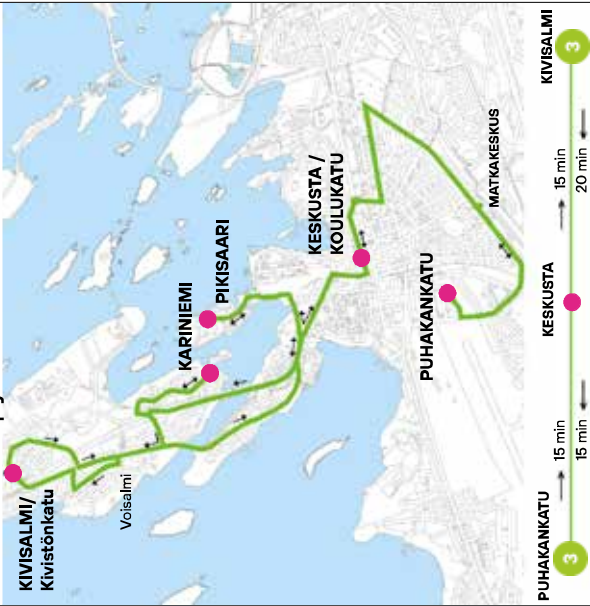 KIVISALMI/
Kivistönkatu
Voisalmi
KARINIEMI
PIKISAARI
KESKUSTA /
KOULUKATU
PUHAKANKATU
MATKAKESKUS
PUHAKANKATU
3
15 min
15 min
KESKUSTA
15 min
20 min
KIVISALMI
3